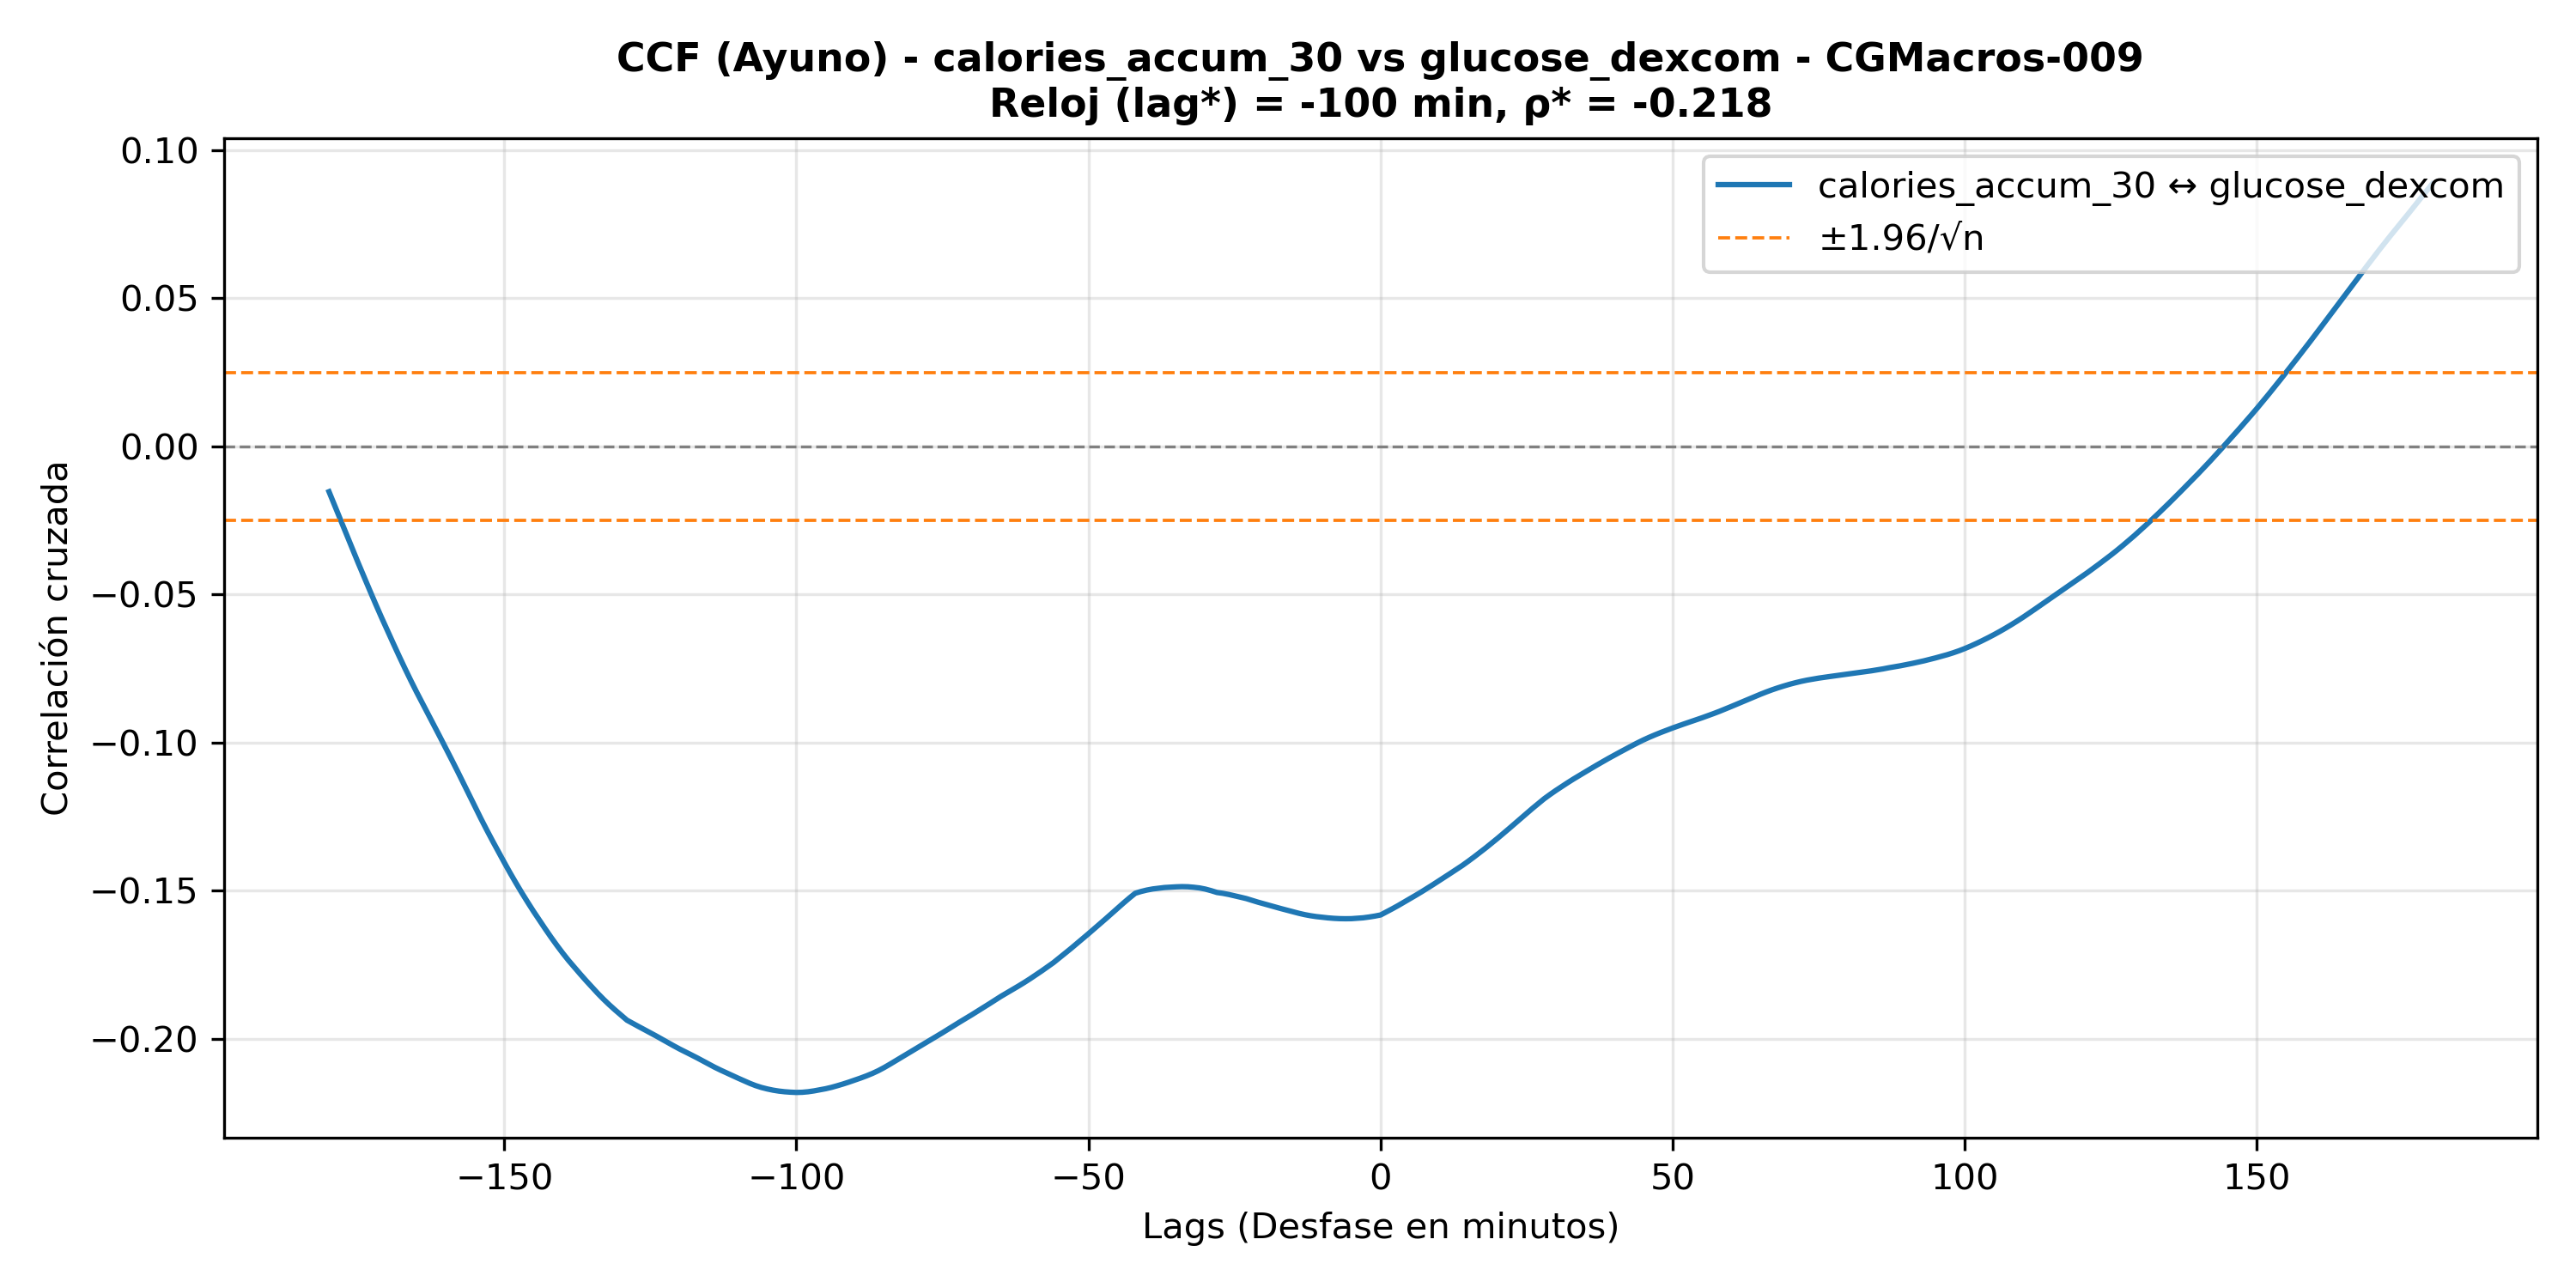 CCF (Ayuno) - calories_accum_30 vs glucose_dexcom - CGMacros-009
Reloj (lag*) = -100 min, ρ* = -0.218
calories_accum_30 ↔ glucose_dexcom
±1.96/√n
Correlación cruzada
0.10
0.05
0.00
−0.05
−0.10
−0.15
−0.20
−150
−100
−50
0
50
100
150
Lags (Desfase en minutos)